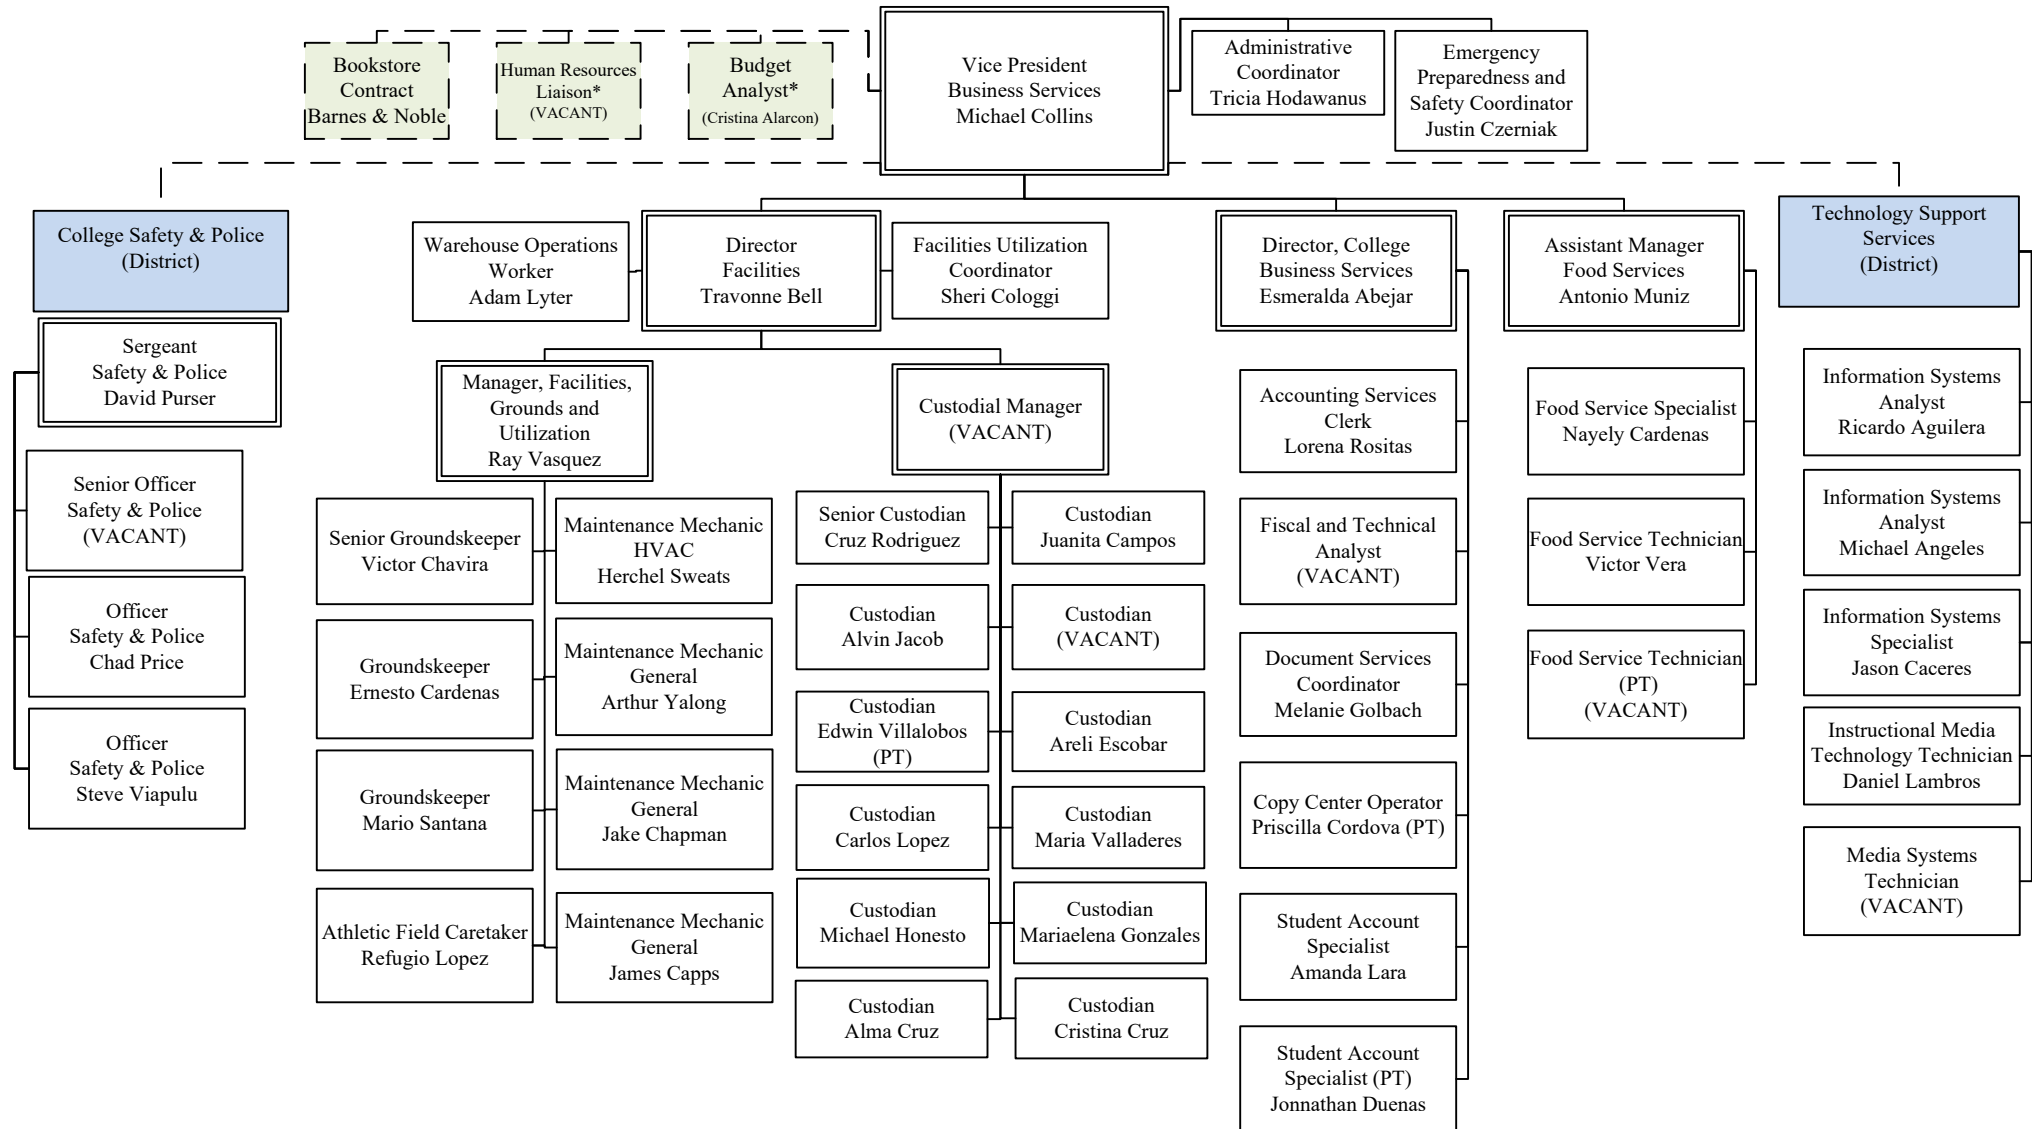 Bookstore
Contract
Barnes & Noble
Human Resources
Liaison*
(VACANT)
Budget
Analyst*
(Cristina Alarcon)
Vice President
Business Services
Michael Collins
Administrative
Coordinator
Tricia Hodawanus
Emergency
Preparedness and
Safety Coordinator
Justin Czerniak
College Safety & Police
(District)
Sergeant
Safety & Police
David Purser
Senior Officer
Safety & Police
(VACANT)
Officer
Safety & Police
Chad Price
Officer
Safety & Police
Steve Viapulu
Warehouse Operations
Worker
Adam Lyter
Director
Facilities
Travonne Bell
Facilities Utilization
Coordinator
Sheri Cologgi
Manager, Facilities,
Grounds and
Utilization
Ray Vasquez
Senior Groundskeeper
Victor Chavira
Maintenance Mechanic
HVAC
Herchel Sweats
Groundskeeper
Ernesto Cardenas
Maintenance Mechanic
General
Arthur Yalong
Groundskeeper
Mario Santana
Maintenance Mechanic
General
Jake Chapman
Athletic Field Caretaker
Refugio Lopez
Maintenance Mechanic
General
James Capps
Custodial Manager
(VACANT)
Senior Custodian
Cruz Rodriguez
Custodian
Juanita Campos
Custodian
Alvin Jacob
Custodian
(VACANT)
Custodian
Edwin Villalobos
(PT)
Custodian
Areli Escobar
Custodian
Carlos Lopez
Custodian
Maria Valladeres
Custodian
Michael Honesto
Custodian
Mariaelena Gonzales
Custodian
Alma Cruz
Custodian
Cristina Cruz
Director, College
Business Services
Esmeralda Abejar
Accounting Services
Clerk
Lorena Rositas
Fiscal and Technical
Analyst
(VACANT)
Document Services
Coordinator
Melanie Golbach
Copy Center Operator
Priscilla Cordova (PT)
Student Account
Specialist
Amanda Lara
Student Account
Specialist (PT)
Jonnathan Duenas
Assistant Manager
Food Services
Antonio Muniz
Food Service Specialist
Nayely Cardenas
Food Service Technician
Victor Vera
Food Service Technician
(PT)
(VACANT)
Technology Support
Services
(District)
Information Systems
Analyst
Ricardo Aguilera
Information Systems
Analyst
Michael Angeles
Information Systems
Specialist
Jason Caceres
Instructional Media
Technology Technician
Daniel Lambros
Media Systems
Technician
(VACANT)